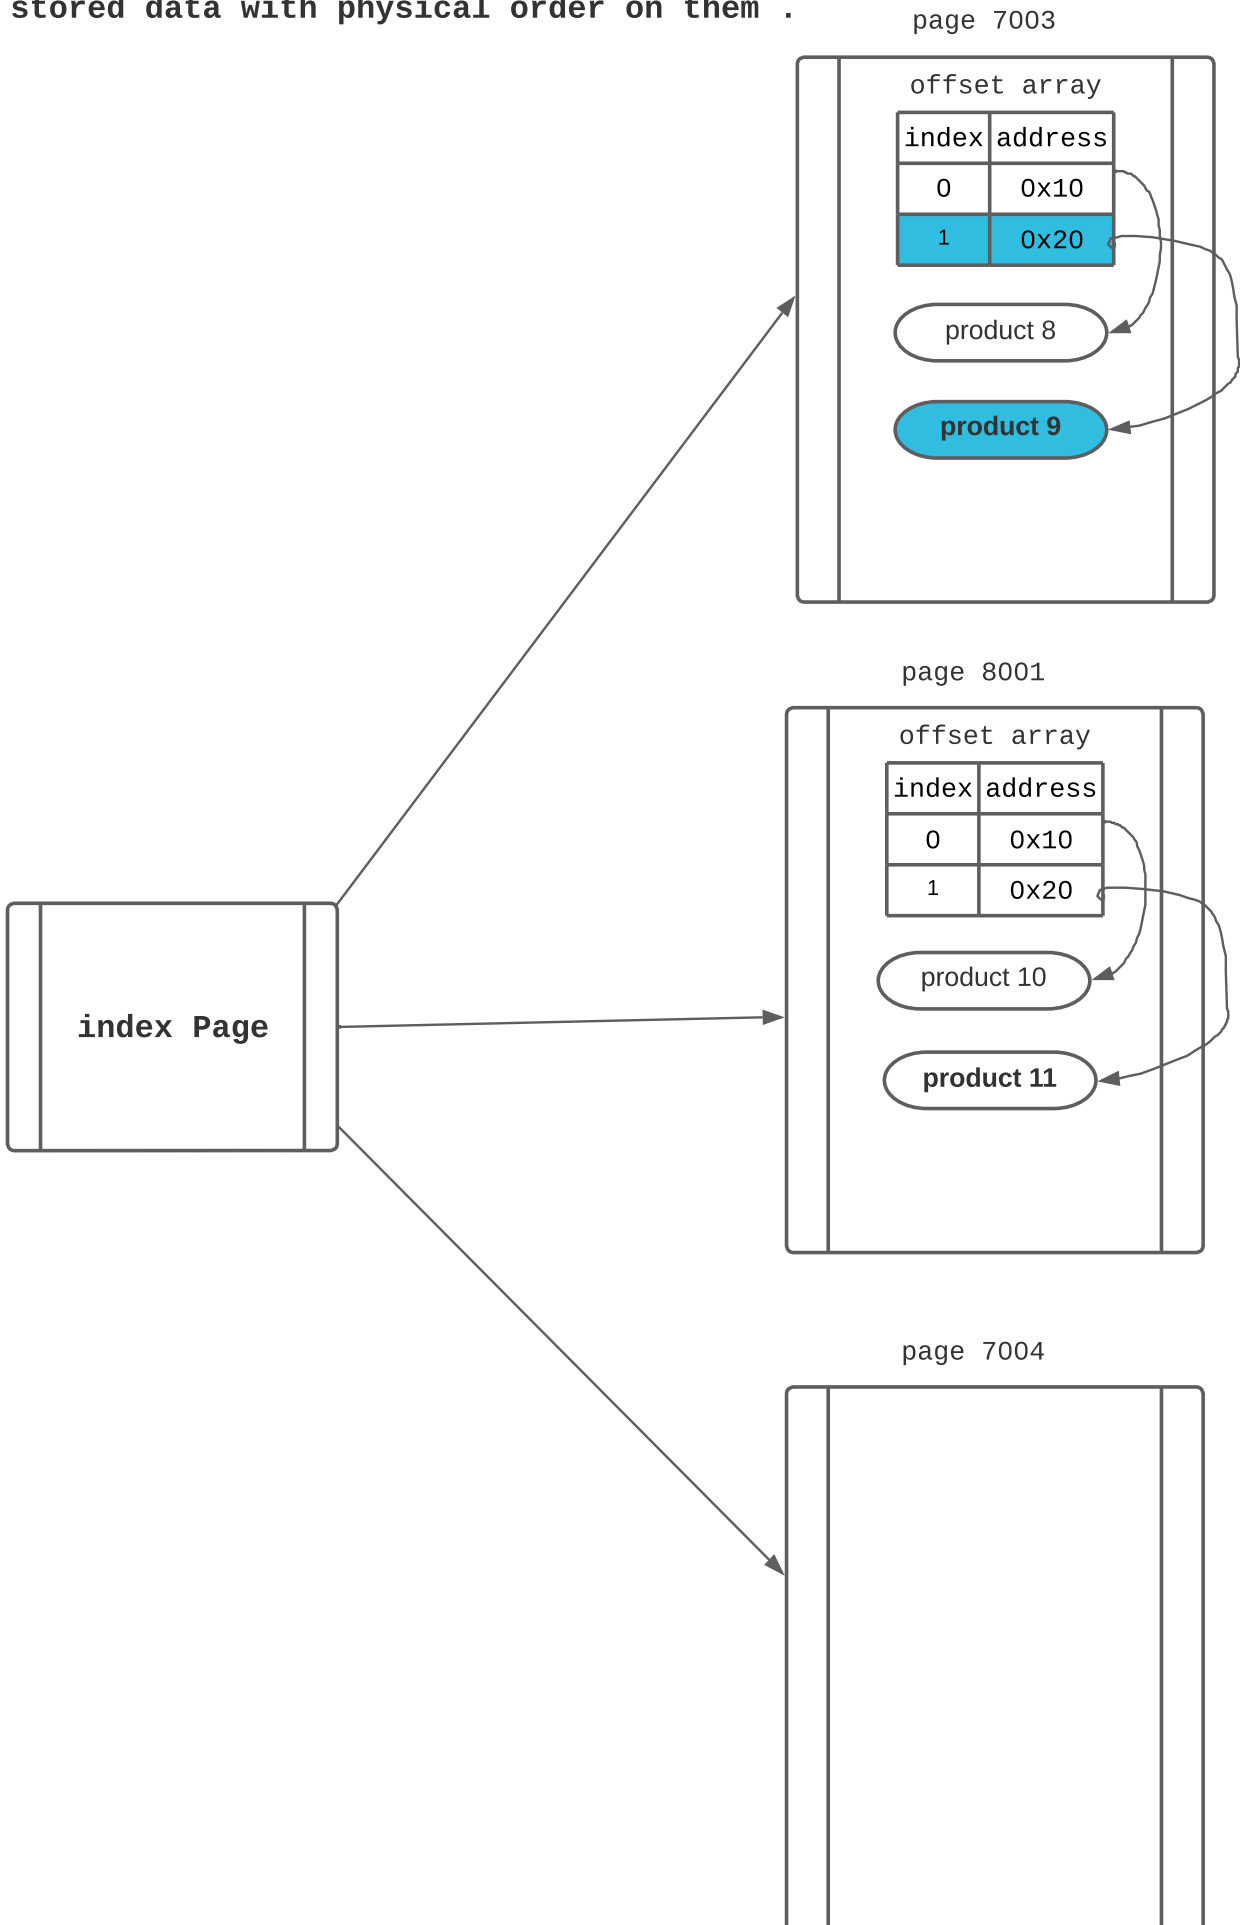 stored data with physical order on them .
page 7003
offset array
index address
0 0x10
1 0x20
product 8
product 9
page 8001
offset array
index address
0 0x10
1 0x20
product 10
index Page
product 11
page 7004